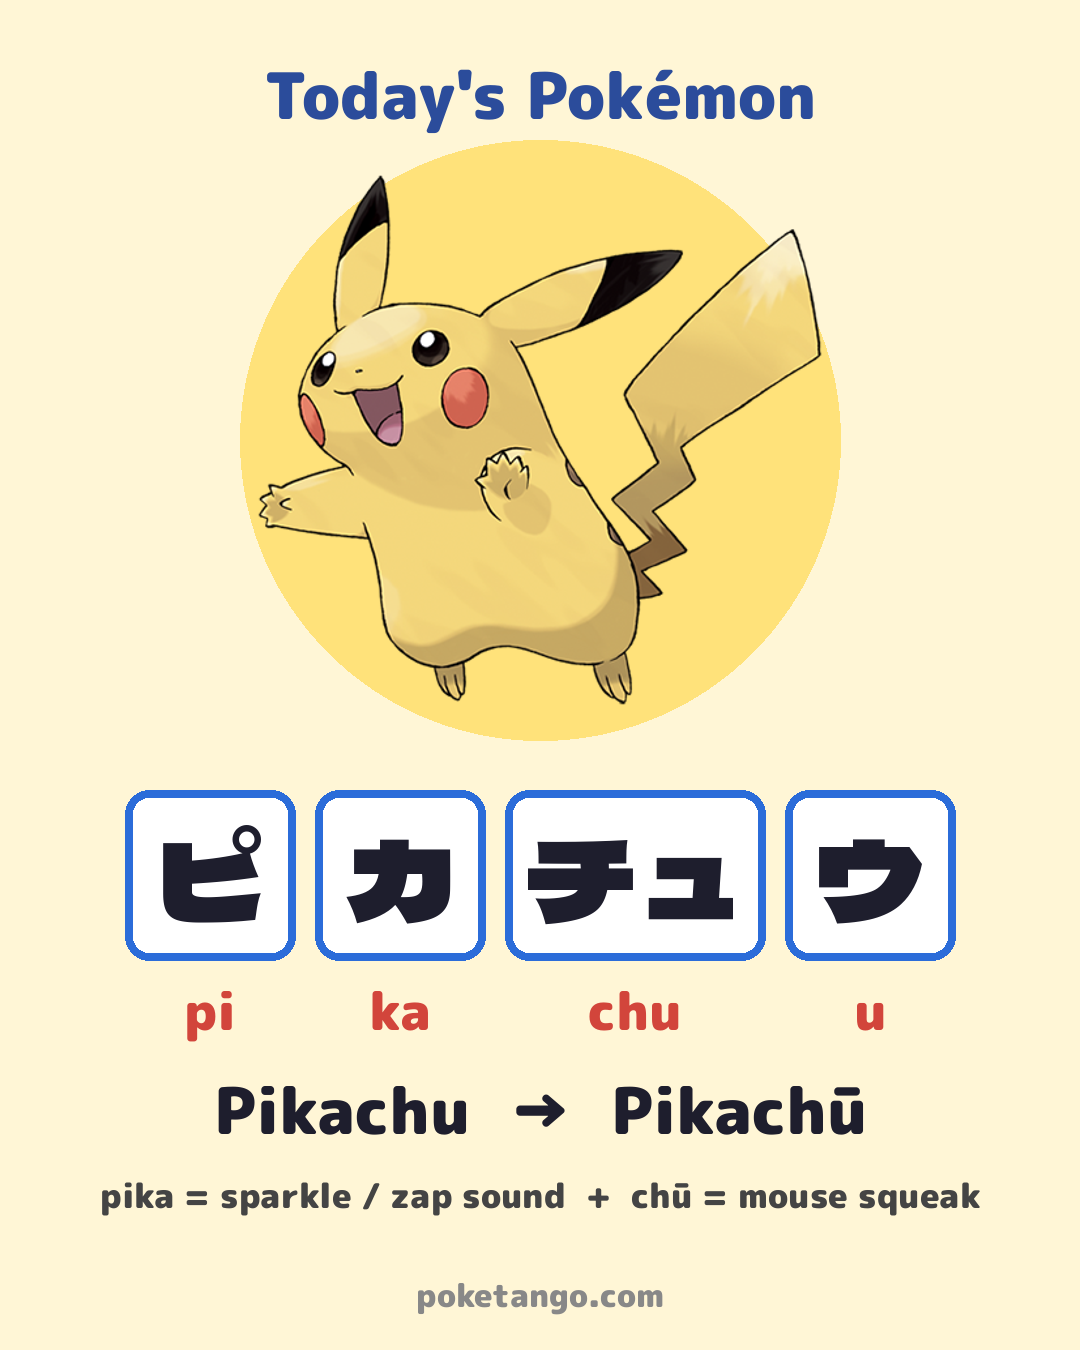 Today's Pokémon
ピ カ チュ ウ
pi ka chu u
Pikachu → Pikachū
pika = sparkle / zap sound + chū = mouse squeak
poketango.com